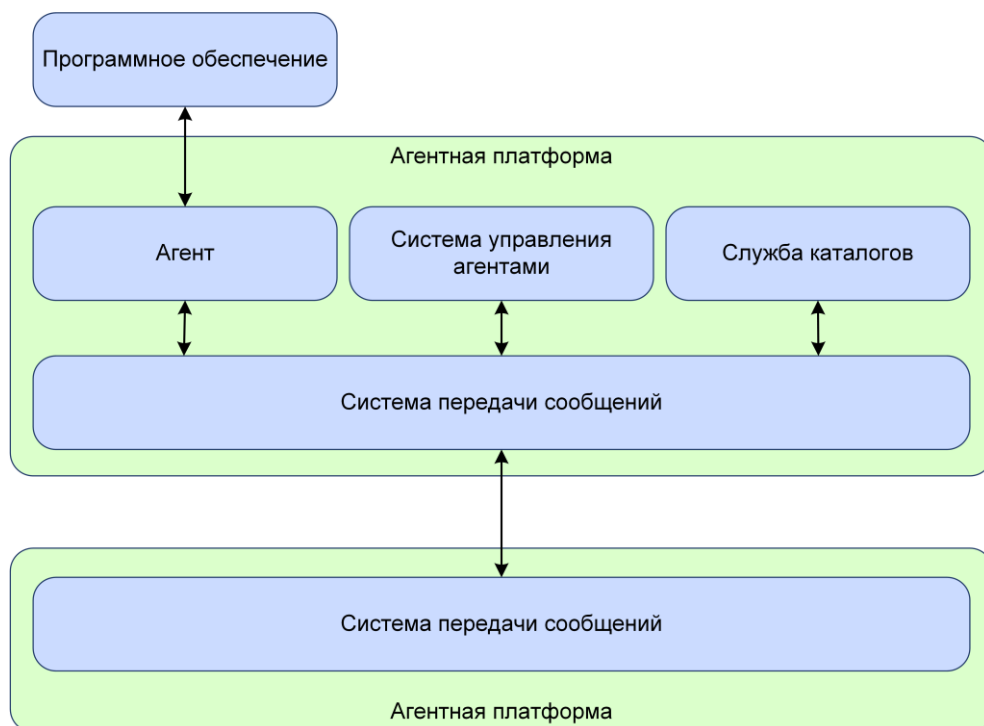 Программное обеспечение
Агентная платформа
Агент
Система управления
агентами
Служба каталогов
Система передачи сообщений
Система передачи сообщений
Агентная платформа